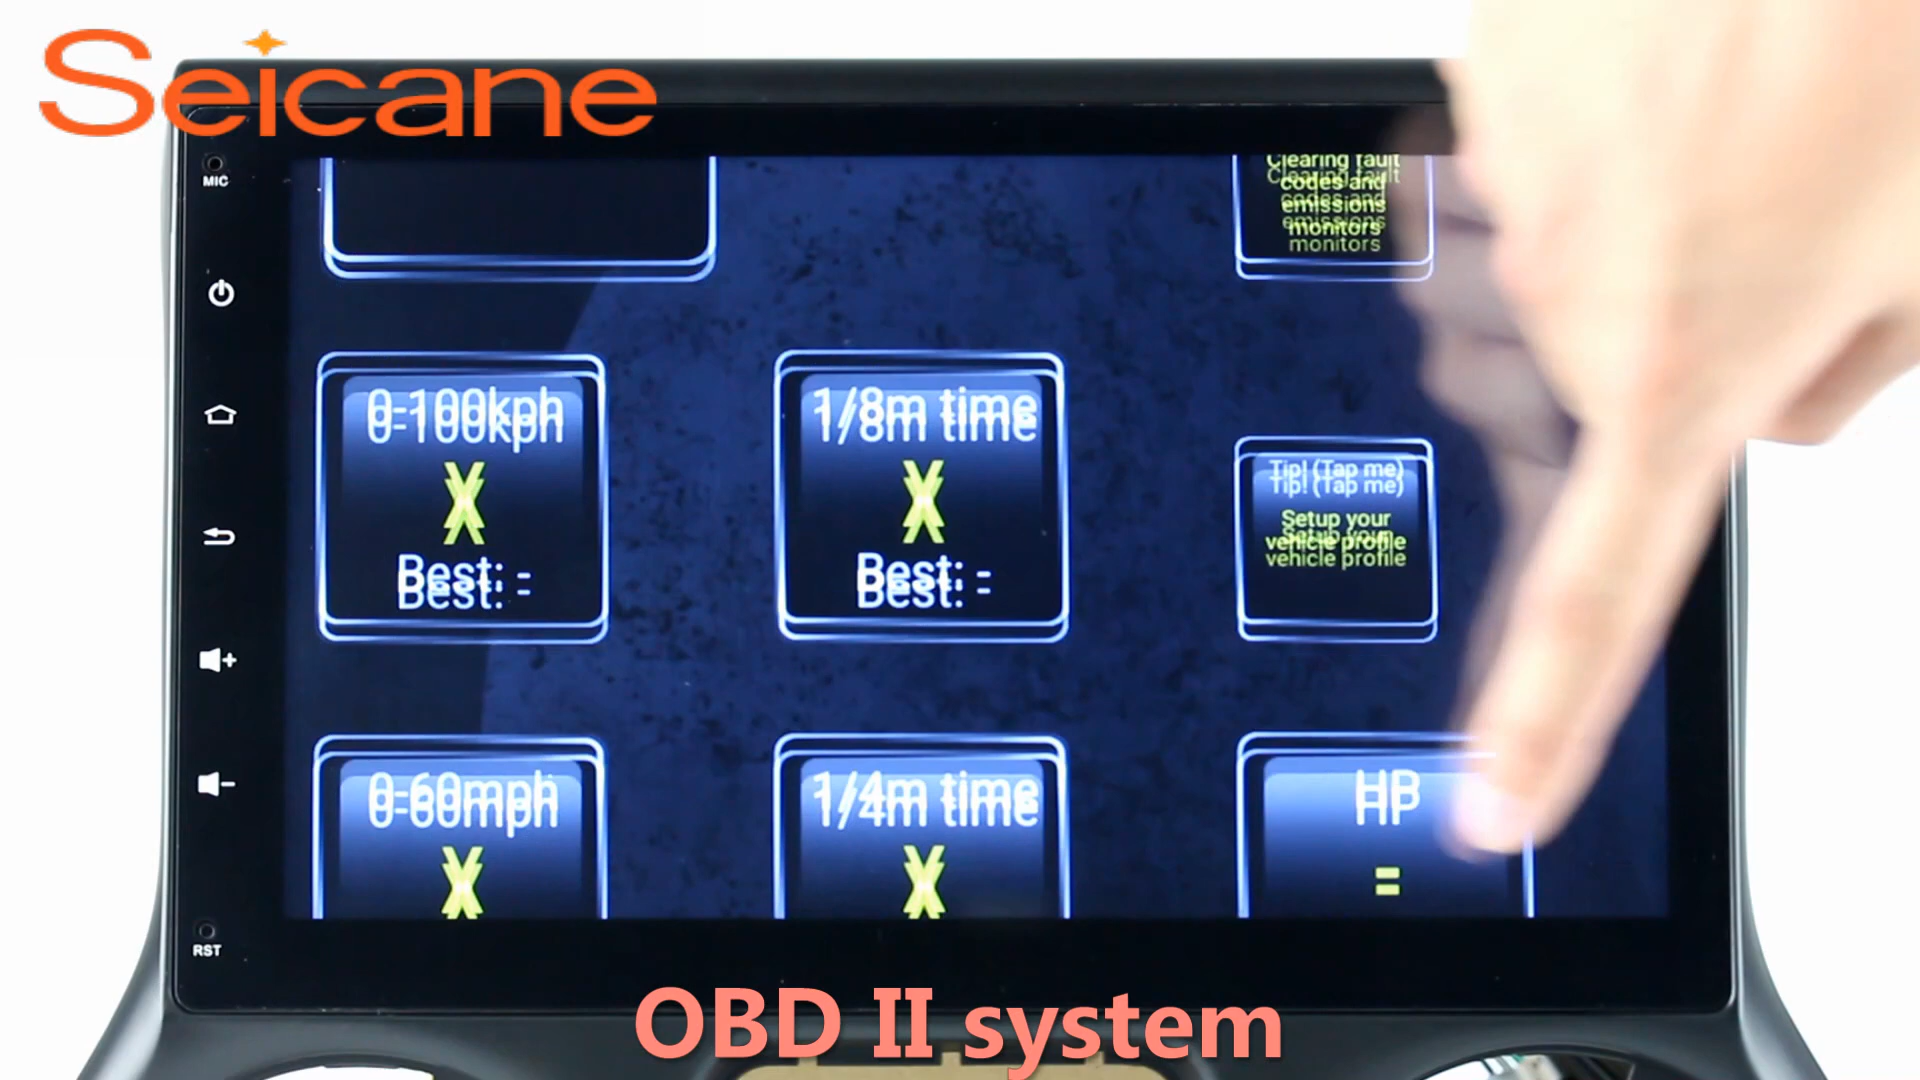 Seicane
MIC
Clearing fault
codes and
emissions
monitors
0-100kph
X
Best: -
1/8m time
X
Best: -
Tip! (Tap me)
Setup your
vehicle profile
0-60mph
X
1/4m time
X
HP
=
RST
OBD II system